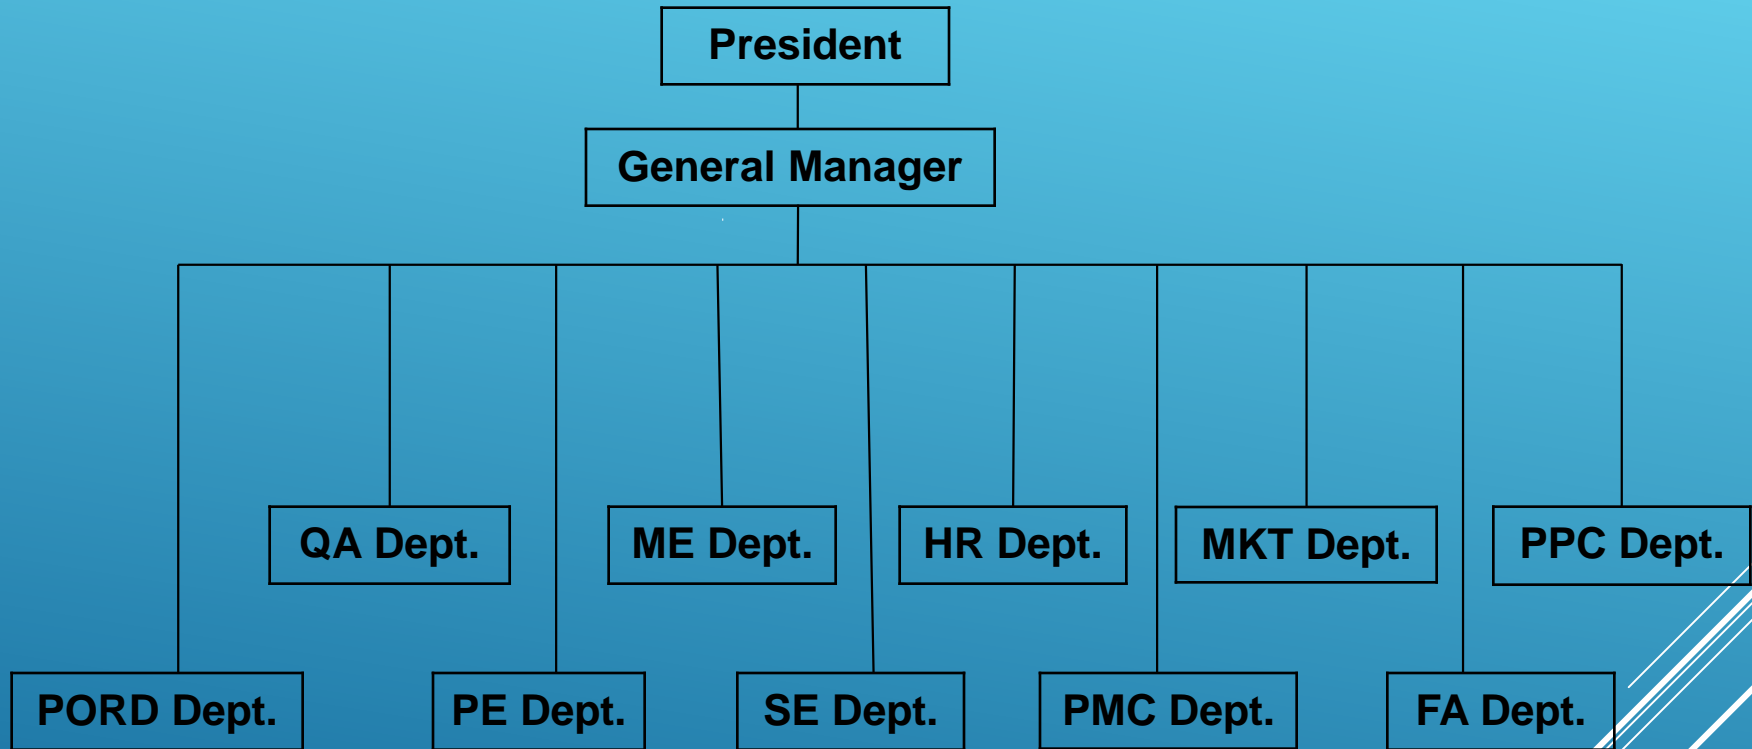 President
General Manager
QA Dept.
ME Dept.
HR Dept.
MKT Dept.
PPC Dept.
PORD Dept.
PE Dept.
SE Dept.
PMC Dept.
FA Dept.